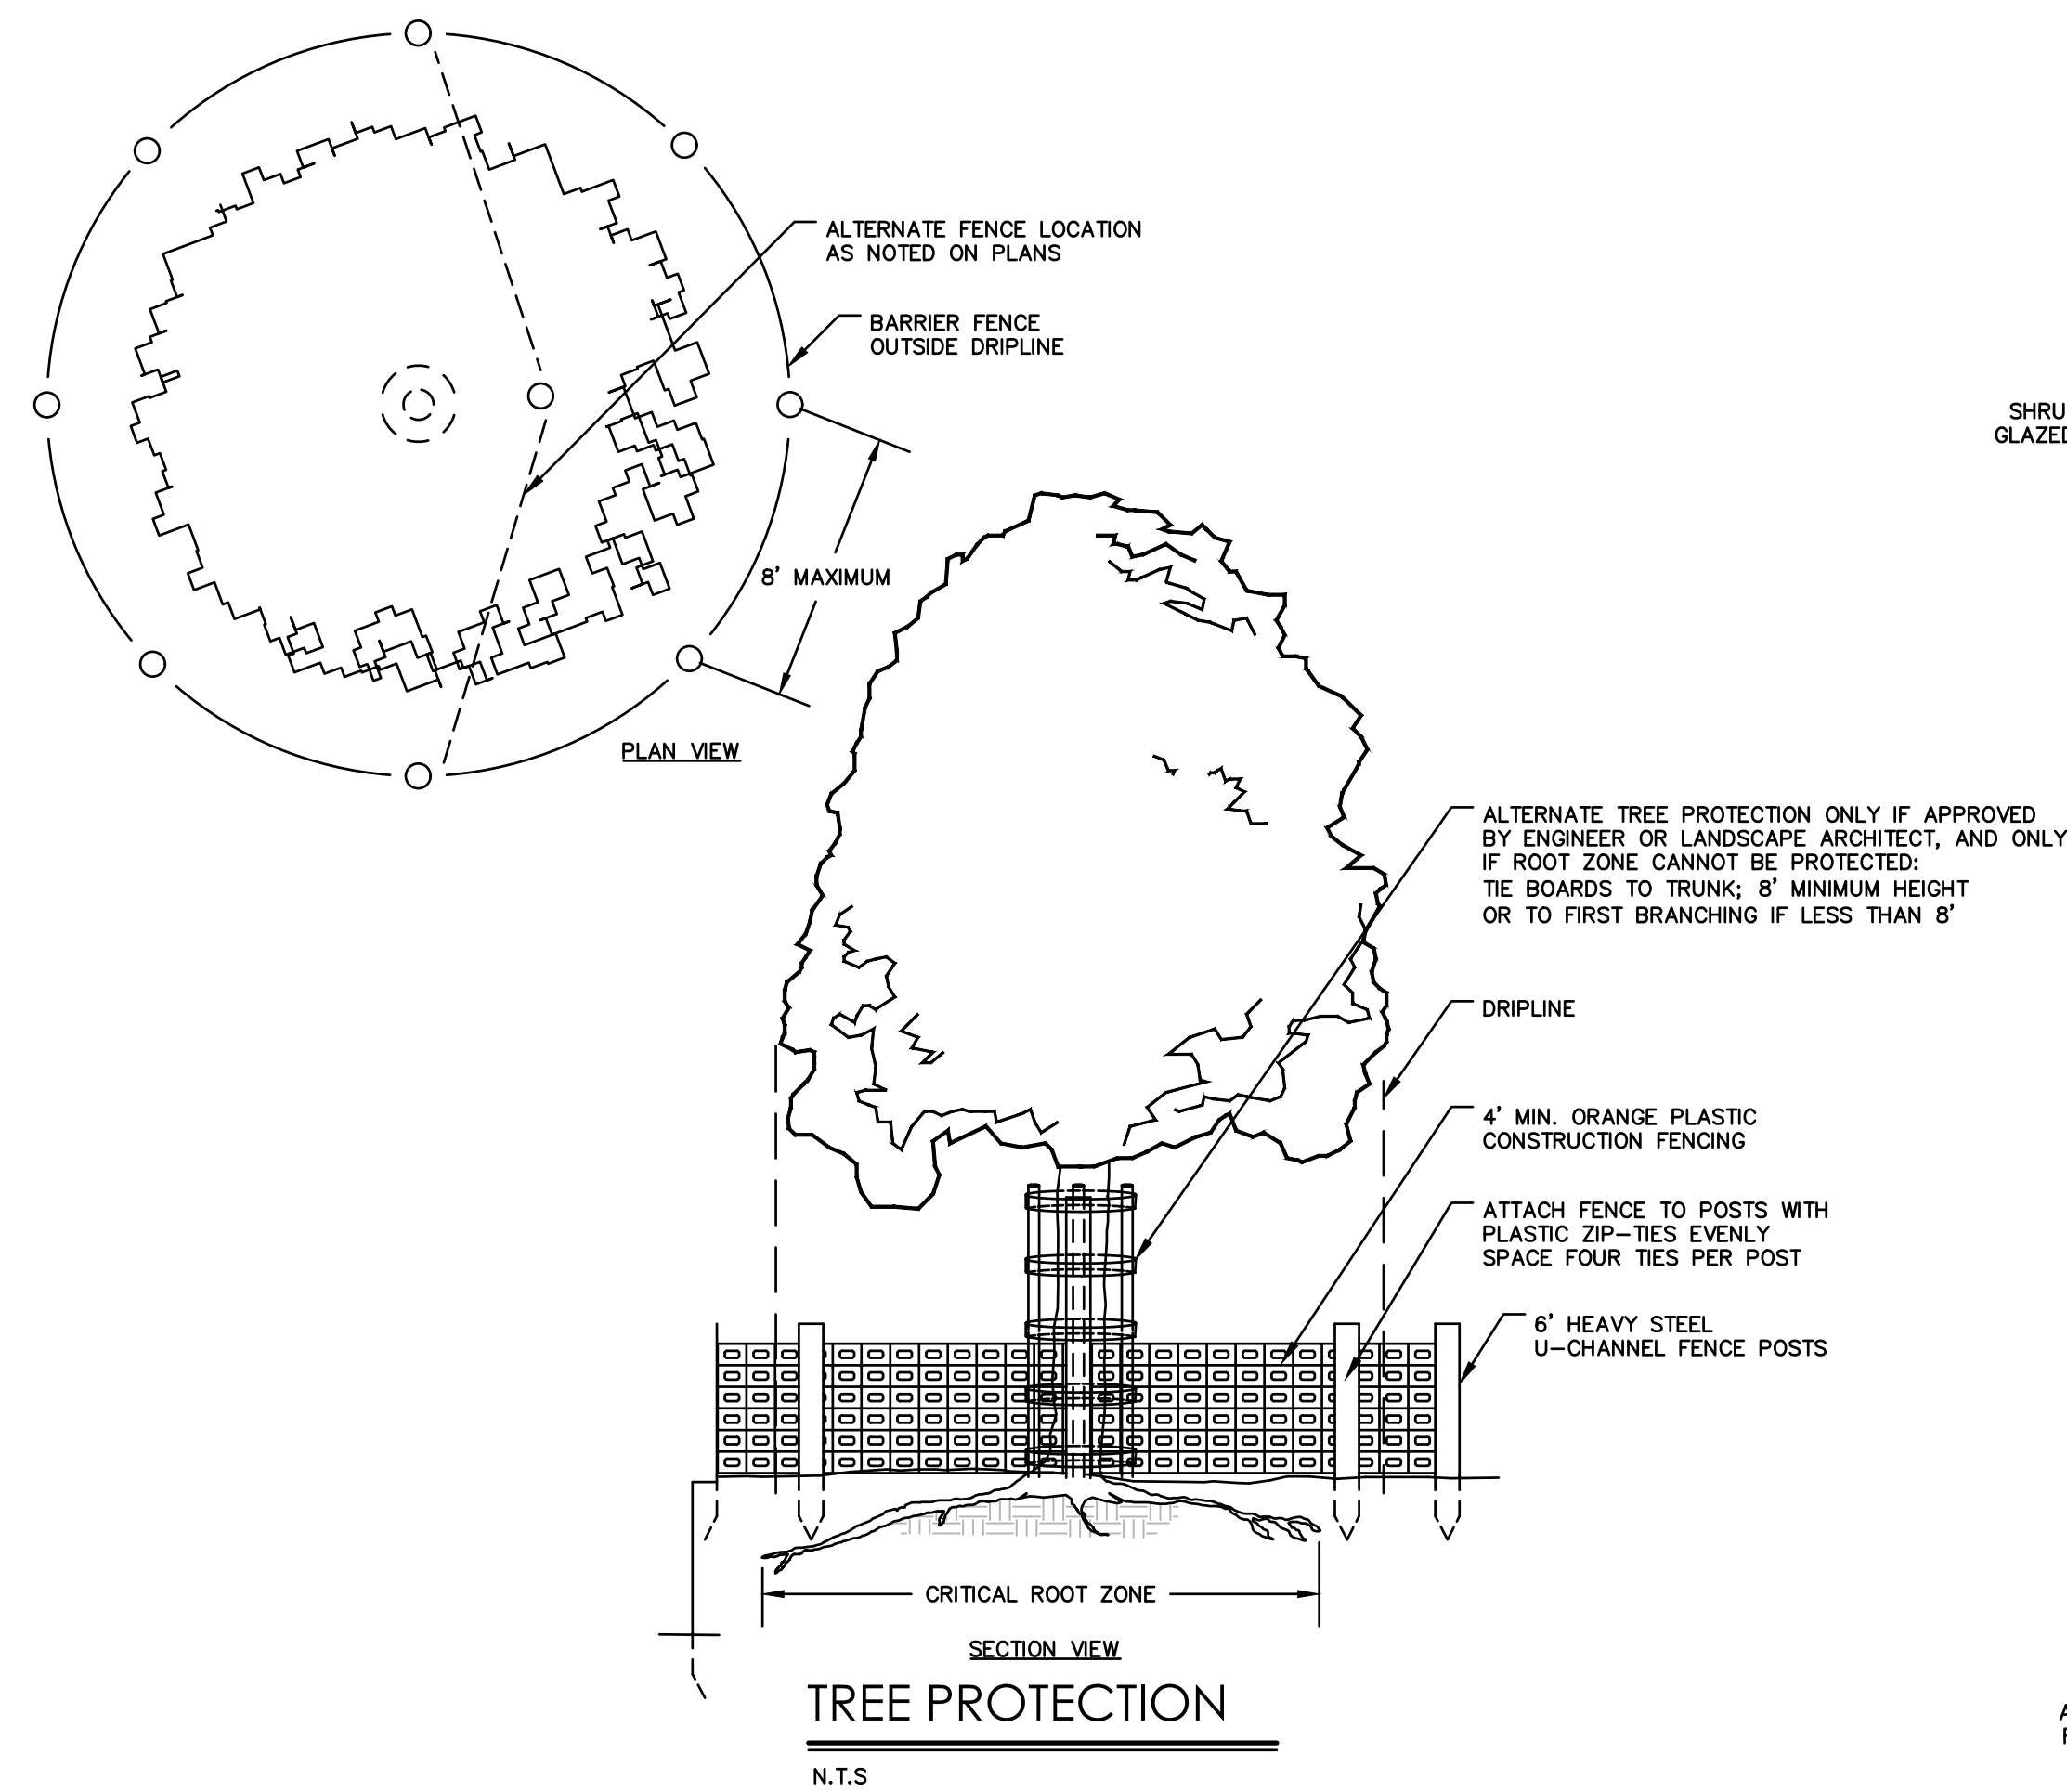 ALTERNATE FENCE LOCATION
AS NOTED ON PLANS
BARRIER FENCE
OUTSIDE DRIPLINE
8' MAXIMUM
PLAN VIEW
ALTERNATE TREE PROTECTION ONLY IF APPROVED
BY ENGINEER OR LANDSCAPE ARCHITECT, AND ONLY
IF ROOT ZONE CANNOT BE PROTECTED:
TIE BOARDS TO TRUNK; 8' MINIMUM HEIGHT
OR TO FIRST BRANCHING IF LESS THAN 8'
DRIPLINE
4' MIN. ORANGE PLASTIC
CONSTRUCTION FENCING
ATTACH FENCE TO POSTS WITH
PLASTIC ZIP-TIES EVENLY
SPACE FOUR TIES PER POST
6' HEAVY STEEL
U-CHANNEL FENCE POSTS
CRITICAL ROOT ZONE
SECTION VIEW
TREE PROTECTION
N.T.S